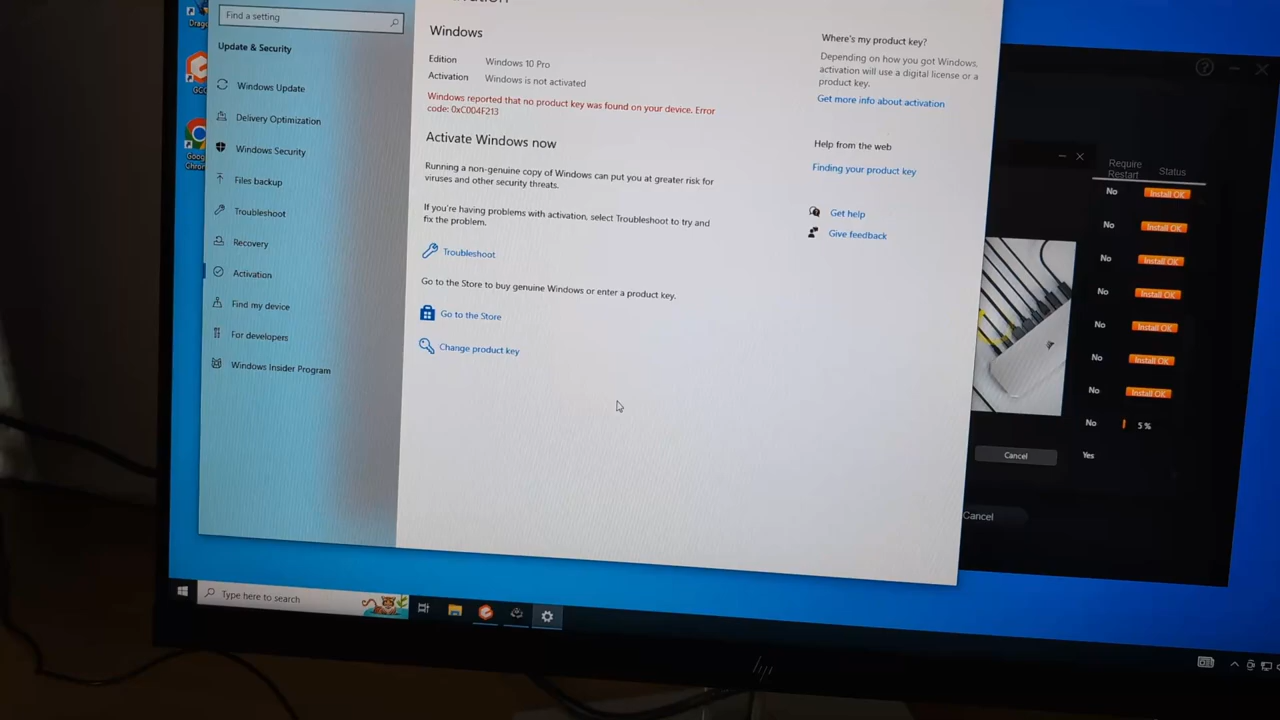 Find a setting
Update & Security
Windows Update
Delivery Optimization
Windows Security
Files backup
Troubleshoot
Recovery
Activation
Find my device
For developers
Windows Insider Program
Windows
Edition
Windows 10 Pro
Activation
Windows is not activated
Windows reported that no product key was found on your device. Error
code: 0xC004F213
Activate Windows now
Running a non-genuine copy of Windows can put you at greater risk for
viruses and other security threats.
If you're having problems with activation, select Troubleshoot to try and
fix the problem.
Troubleshoot
Go to the Store to buy genuine Windows or enter a product key.
Go to the Store
Change product key
Where's my product key?
Depending on how you got Windows,
activation will use a digital license or a
product key.
Get more info about activation
Help from the web
Finding your product key
Get help
Give feedback
Require
Restart
Status
No
Install OK
No
Install OK
No
Install OK
No
Install OK
No
Install OK
No
Install OK
No
Install OK
No
5%
Yes
Cancel
Cancel
Type here to search
hp